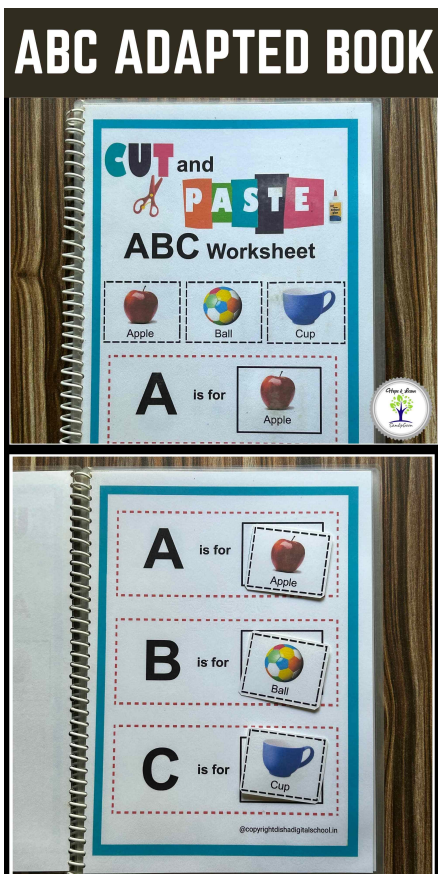 ABC ADAPTED BOOK
CUT and
PASTE
ABC Worksheet
Apple Ball Cup
A is for
Apple
A is for
Apple
B is for
Ball
C is for
Cup
@copyrightdishadigitalschool.in